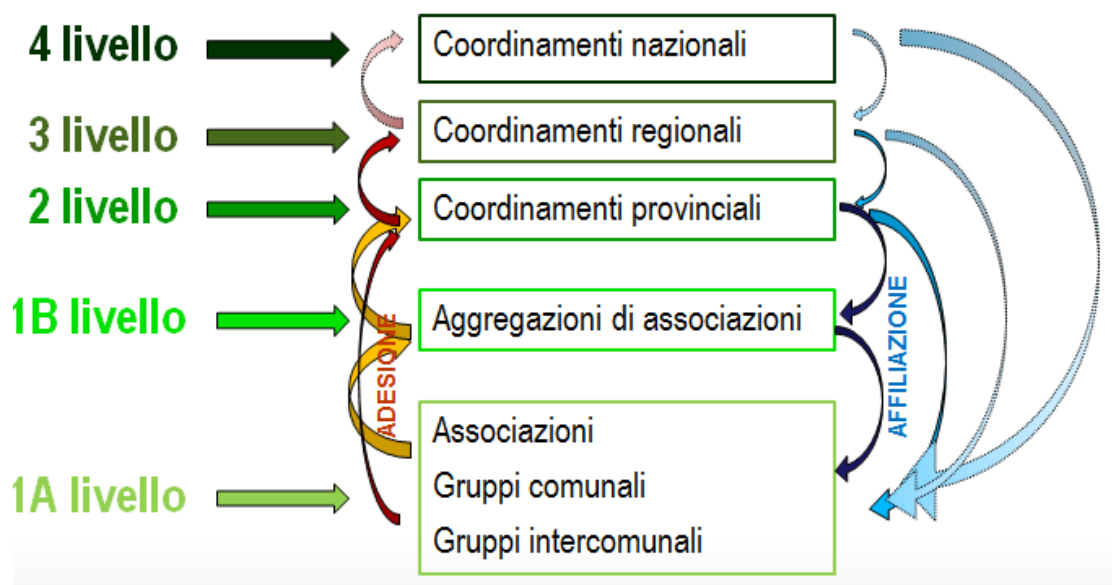 4 livello
Coordinamenti nazionali
3 livello
Coordinamenti regionali
2 livello
Coordinamenti provinciali
1B livello
Aggregazioni di associazioni
ADESIONE
AFFILIAZIONE
1A livello
Associazioni
Gruppi comunali
Gruppi intercomunali